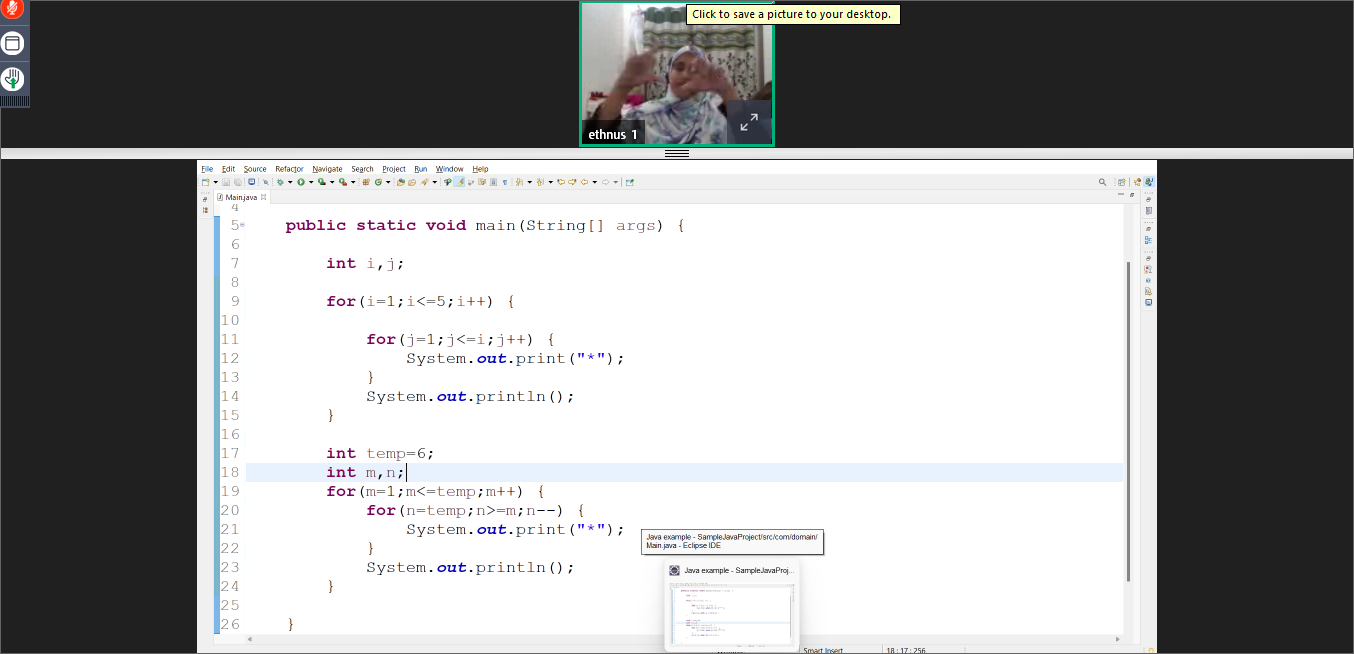 Click to save a picture to your desktop.
ethnus 1
File Edit Source Refactor Navigate Search Project Run Window Help
Main.java
4
5 public static void main(String[] args) {
6
7 int i,j;
8
9 for(i=1;i<=5;i++) {
10
11 for(j=1;j<=i;j++) {
12 System.out.print("*");
13 }
14 System.out.println();
15 }
16
17 int temp=6;
18 int m,n;
19 for(m=1;m<=temp;m++) {
20 for(n=temp;n>=m;n--) {
21 System.out.print("*");
22 }
23 System.out.println();
24 }
25
26 }
Java example - SampleJavaProject/src/com/domain/
Main.java - Eclipse IDE
Java example - SampleJavaProj...
Smart Insert
18 : 17 : 256